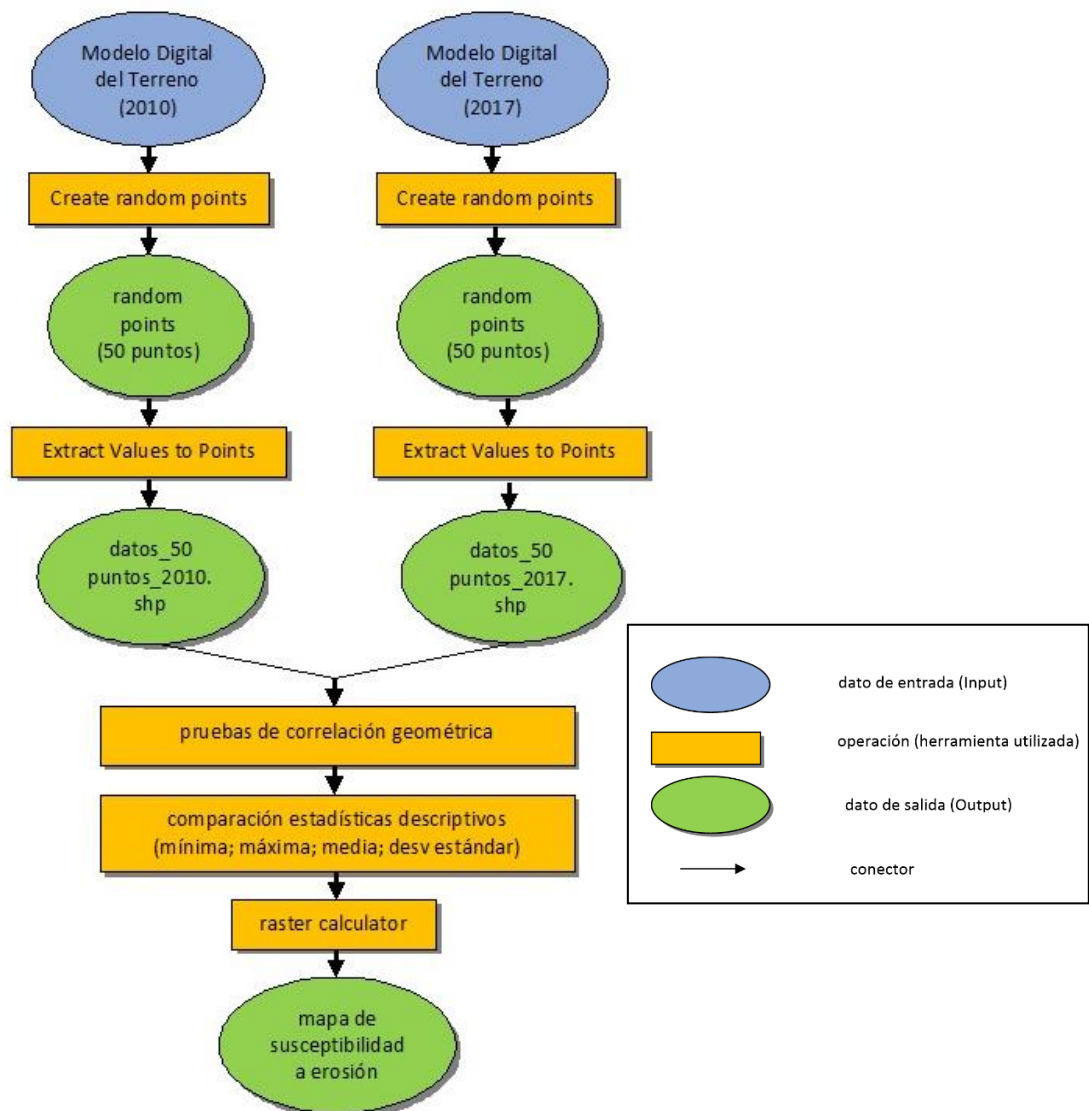 Modelo Digital
del Terreno
(2010)
Modelo Digital
del Terreno
(2017)
Create random points
Create random points
random
points
(50 puntos)
random
points
(50 puntos)
Extract Values to Points
Extract Values to Points
datos_50
puntos_2010.
shp
datos_50
puntos_2017.
shp
pruebas de correlación geométrica
comparación estadísticas descriptivos
(mínima; máxima; media; desv estándar)
raster calculator
mapa de
susceptibilidad
a erosión
dato de entrada (Input)
operación (herramienta utilizada)
dato de salida (Output)
conector